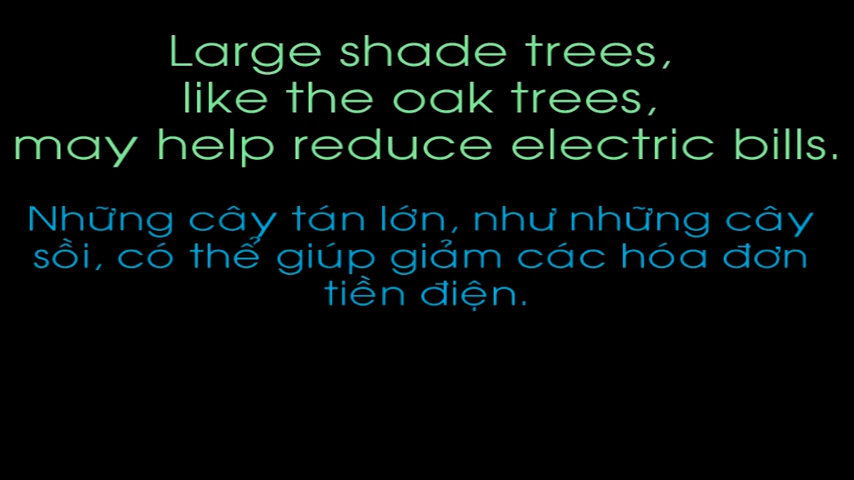 Large shade trees,
like the oak trees,
may help reduce electric bills.
Những cây tán lớn, như những cây
sồi, có thể giúp giảm các hóa đơn
tiền điện.